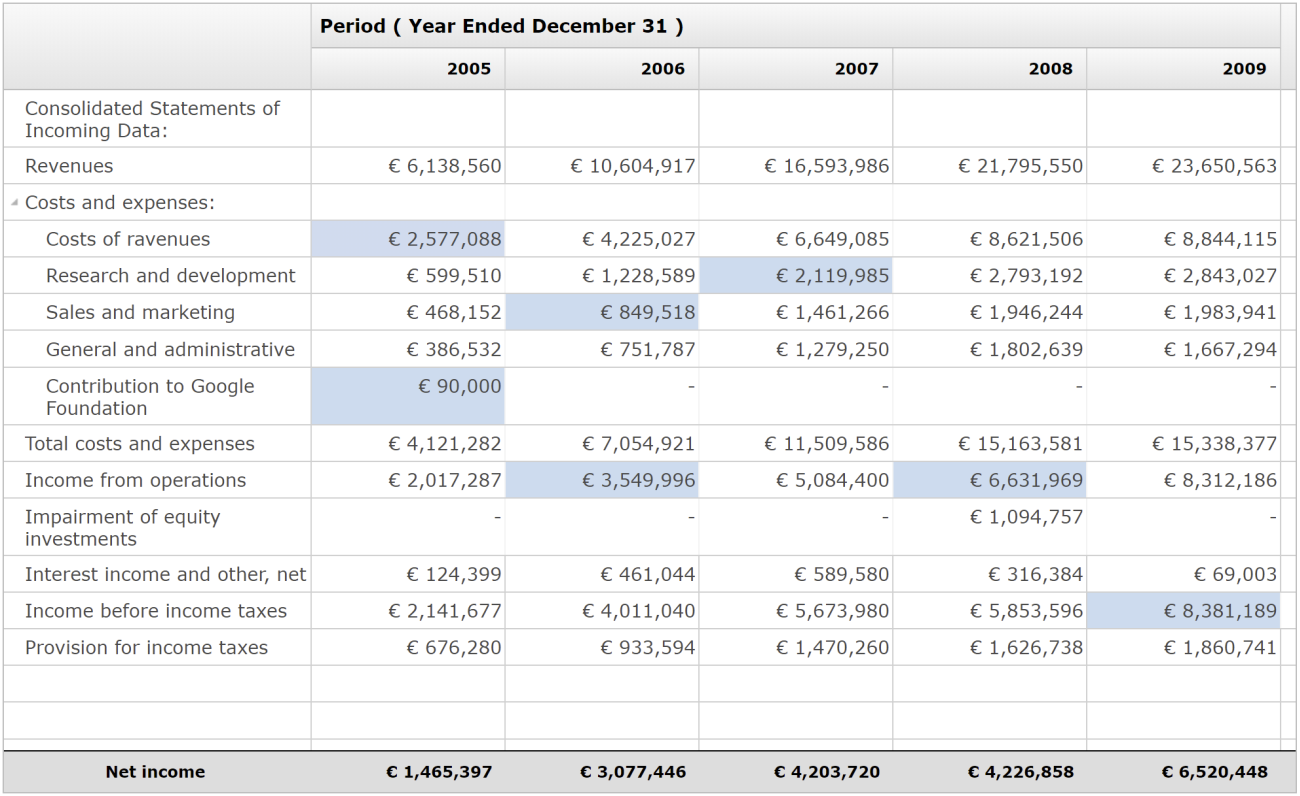 Period ( Year Ended December 31 )
2005 2006 2007 2008 2009
Consolidated Statements of
Incoming Data:
Revenues € 6,138,560 € 10,604,917 € 16,593,986 € 21,795,550 € 23,650,563
Costs and expenses:
Costs of ravenues € 2,577,088 € 4,225,027 € 6,649,085 € 8,621,506 € 8,844,115
Research and development € 599,510 € 1,228,589 € 2,119,985 € 2,793,192 € 2,843,027
Sales and marketing € 468,152 € 849,518 € 1,461,266 € 1,946,244 € 1,983,941
General and administrative € 386,532 € 751,787 € 1,279,250 € 1,802,639 € 1,667,294
Contribution to Google € 90,000 - - - -
Foundation
Total costs and expenses € 4,121,282 € 7,054,921 € 11,509,586 € 15,163,581 € 15,338,377
Income from operations € 2,017,287 € 3,549,996 € 5,084,400 € 6,631,969 € 8,312,186
Impairment of equity - - - € 1,094,757 -
investments
Interest income and other, net € 124,399 € 461,044 € 589,580 € 316,384 € 69,003
Income before income taxes € 2,141,677 € 4,011,040 € 5,673,980 € 5,853,596 € 8,381,189
Provision for income taxes € 676,280 € 933,594 € 1,470,260 € 1,626,738 € 1,860,741
Net income € 1,465,397 € 3,077,446 € 4,203,720 € 4,226,858 € 6,520,448